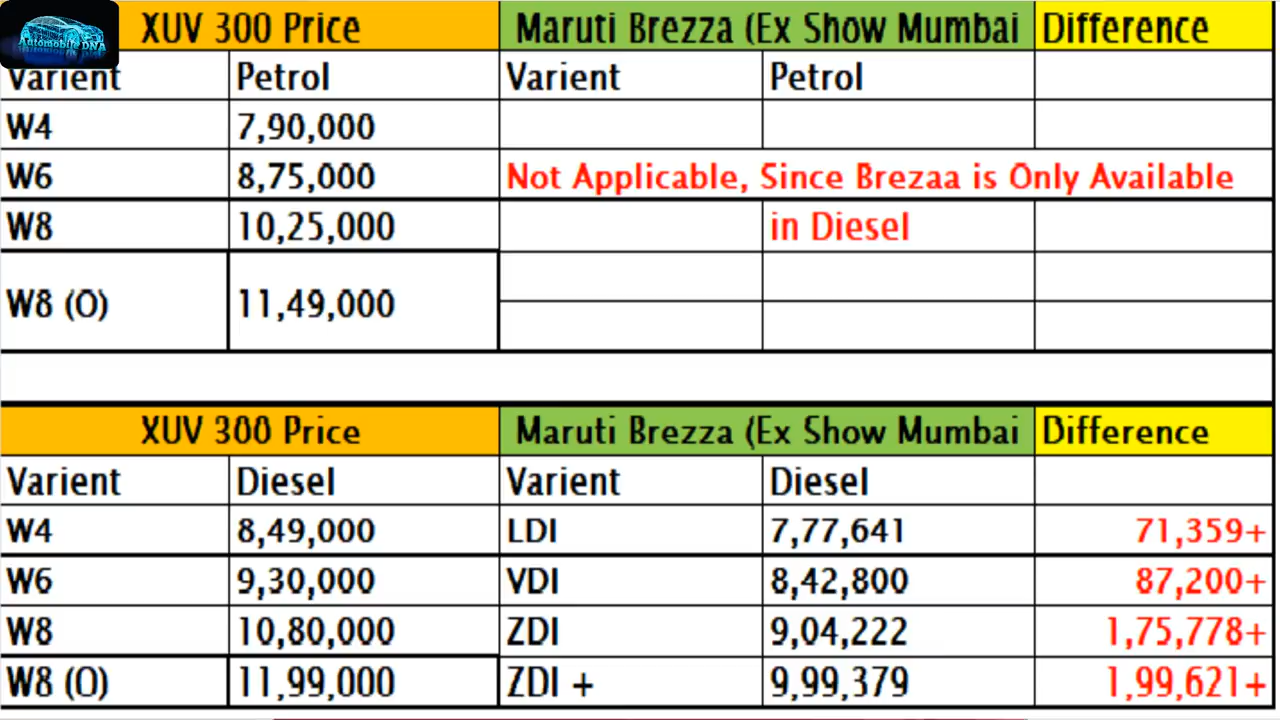 Automobile DNA
XUV 300 Price Maruti Brezza (Ex Show Mumbai Difference
Varient Petrol Varient Petrol
W4 7,90,000
W6 8,75,000 Not Applicable, Since Brezaa is Only Available
W8 10,25,000 in Diesel
W8 (O) 11,49,000
XUV 300 Price Maruti Brezza (Ex Show Mumbai Difference
Varient Diesel Varient Diesel
W4 8,49,000 LDI 7,77,641 71,359+
W6 9,30,000 VDI 8,42,800 87,200+
W8 10,80,000 ZDI 9,04,222 1,75,778+
W8 (O) 11,99,000 ZDI + 9,99,379 1,99,621+